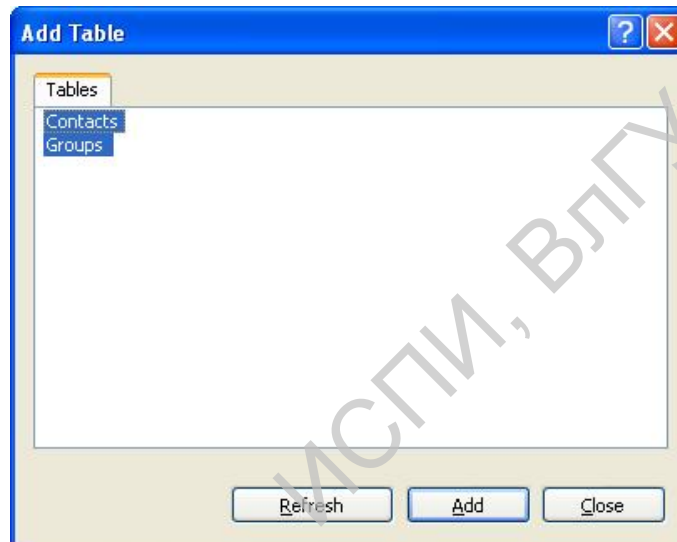 Add Table
Tables
Contacts
Groups
ИСПИ, ВлГУ
Refresh Add Close